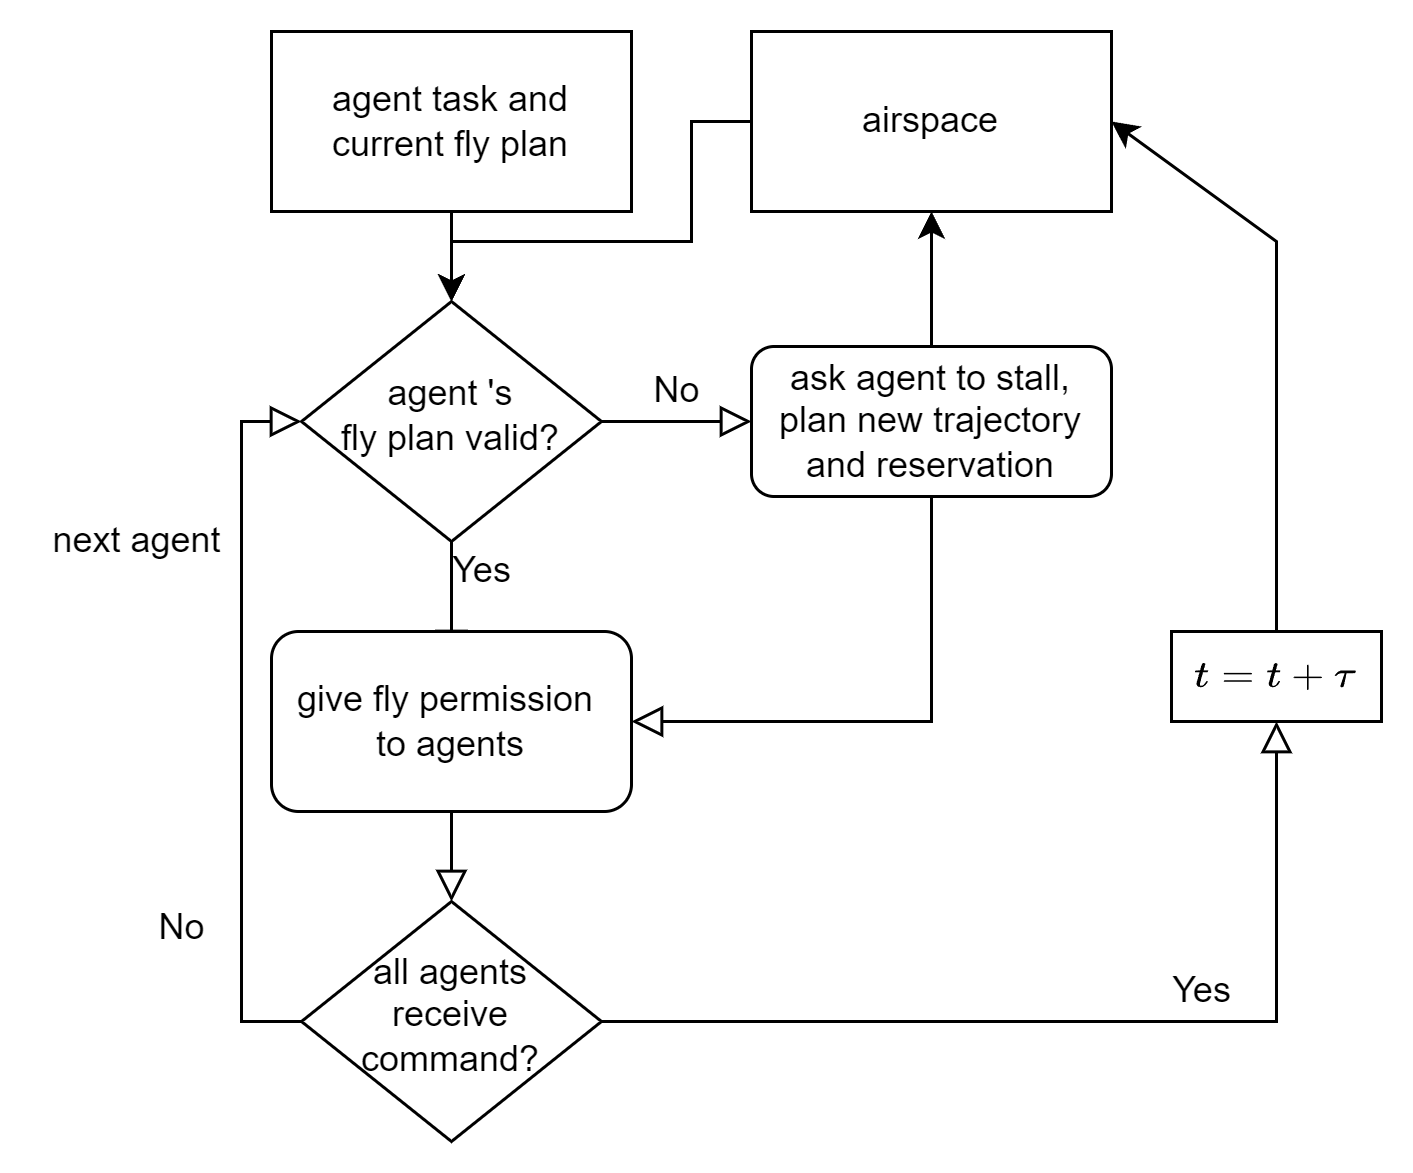 agent task and
current fly plan
airspace
agent 's
fly plan valid?
No
ask agent to stall,
plan new trajectory
and reservation
next agent
Yes
give fly permission
to agents
t = t + τ
No
all agents
receive
command?
Yes